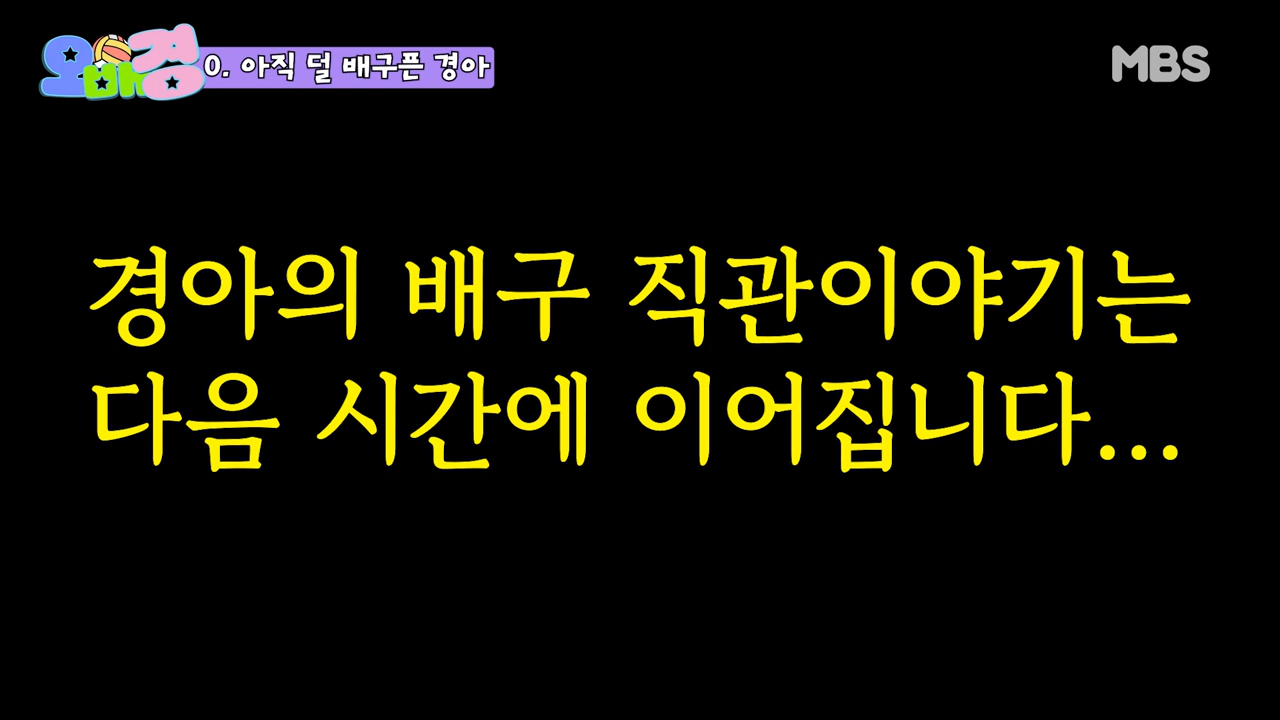 오배경
0. 아직 덜 배구픈 경아
MBS
경아의 배구 직관이야기는
다음 시간에 이어집니다...